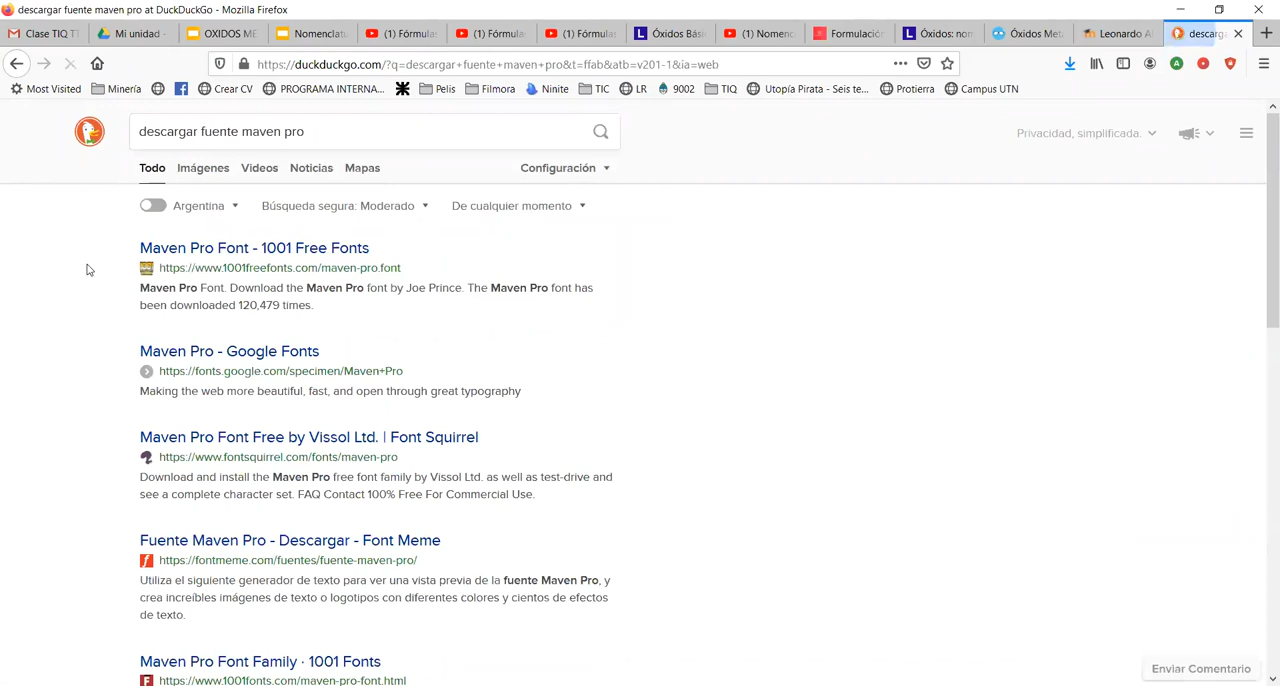 descargar fuente maven pro at DuckDuckGo - Mozilla Firefox
Clase TIQ T
Mi unidad -
OXIDOS ME
Nomenclatu
(1) Fórmula
(1) Fórmulas
(1) Fórmula
Óxidos Bási
(1) Nomenc
Formulación
Óxidos: non
Óxidos Meta
Leonardo Al
descarga
https://www.duckduckgo.com/?q=descargar+fuente+maven+pro&t=ffab&atb=v201-1&ia=web
Most Visited
Minería
Crear CV
PROGRAMA INTERNA...
Pelis
Filmora
Ninite
TIC
LR
9002
TIQ
Utopía Pirata - Seis te...
Protierra
Campus UTN
descargar fuente maven pro
Privacidad, simplificada.
Todo Imágenes Videos Noticias Mapas Configuración
Argentina Búsqueda segura: Moderado De cualquier momento
Maven Pro Font - 1001 Free Fonts
https://www.1001freefonts.com/maven-pro.font
Maven Pro Font. Download the Maven Pro font by Joe Prince. The Maven Pro font has
been downloaded 120,479 times.
Maven Pro - Google Fonts
https://fonts.google.com/specimen/Maven+Pro
Making the web more beautiful, fast, and open through great typography
Maven Pro Font Free by Vissol Ltd. | Font Squirrel
https://www.fontsquirrel.com/fonts/maven-pro
Download and install the Maven Pro free font family by Vissol Ltd. as well as test-drive and
see a complete character set. FAQ Contact 100% Free For Commercial Use.
Fuente Maven Pro - Descargar - Font Meme
https://fontmeme.com/fuentes/fuente-maven-pro/
Utiliza el siguiente generador de texto para ver una vista previa de la fuente Maven Pro, y
crea increíbles imágenes de texto o logotipos con diferentes colores y cientos de efectos
de texto.
Maven Pro Font Family · 1001 Fonts
https://www.1001fonts.com/maven-pro-font.html
Enviar Comentario